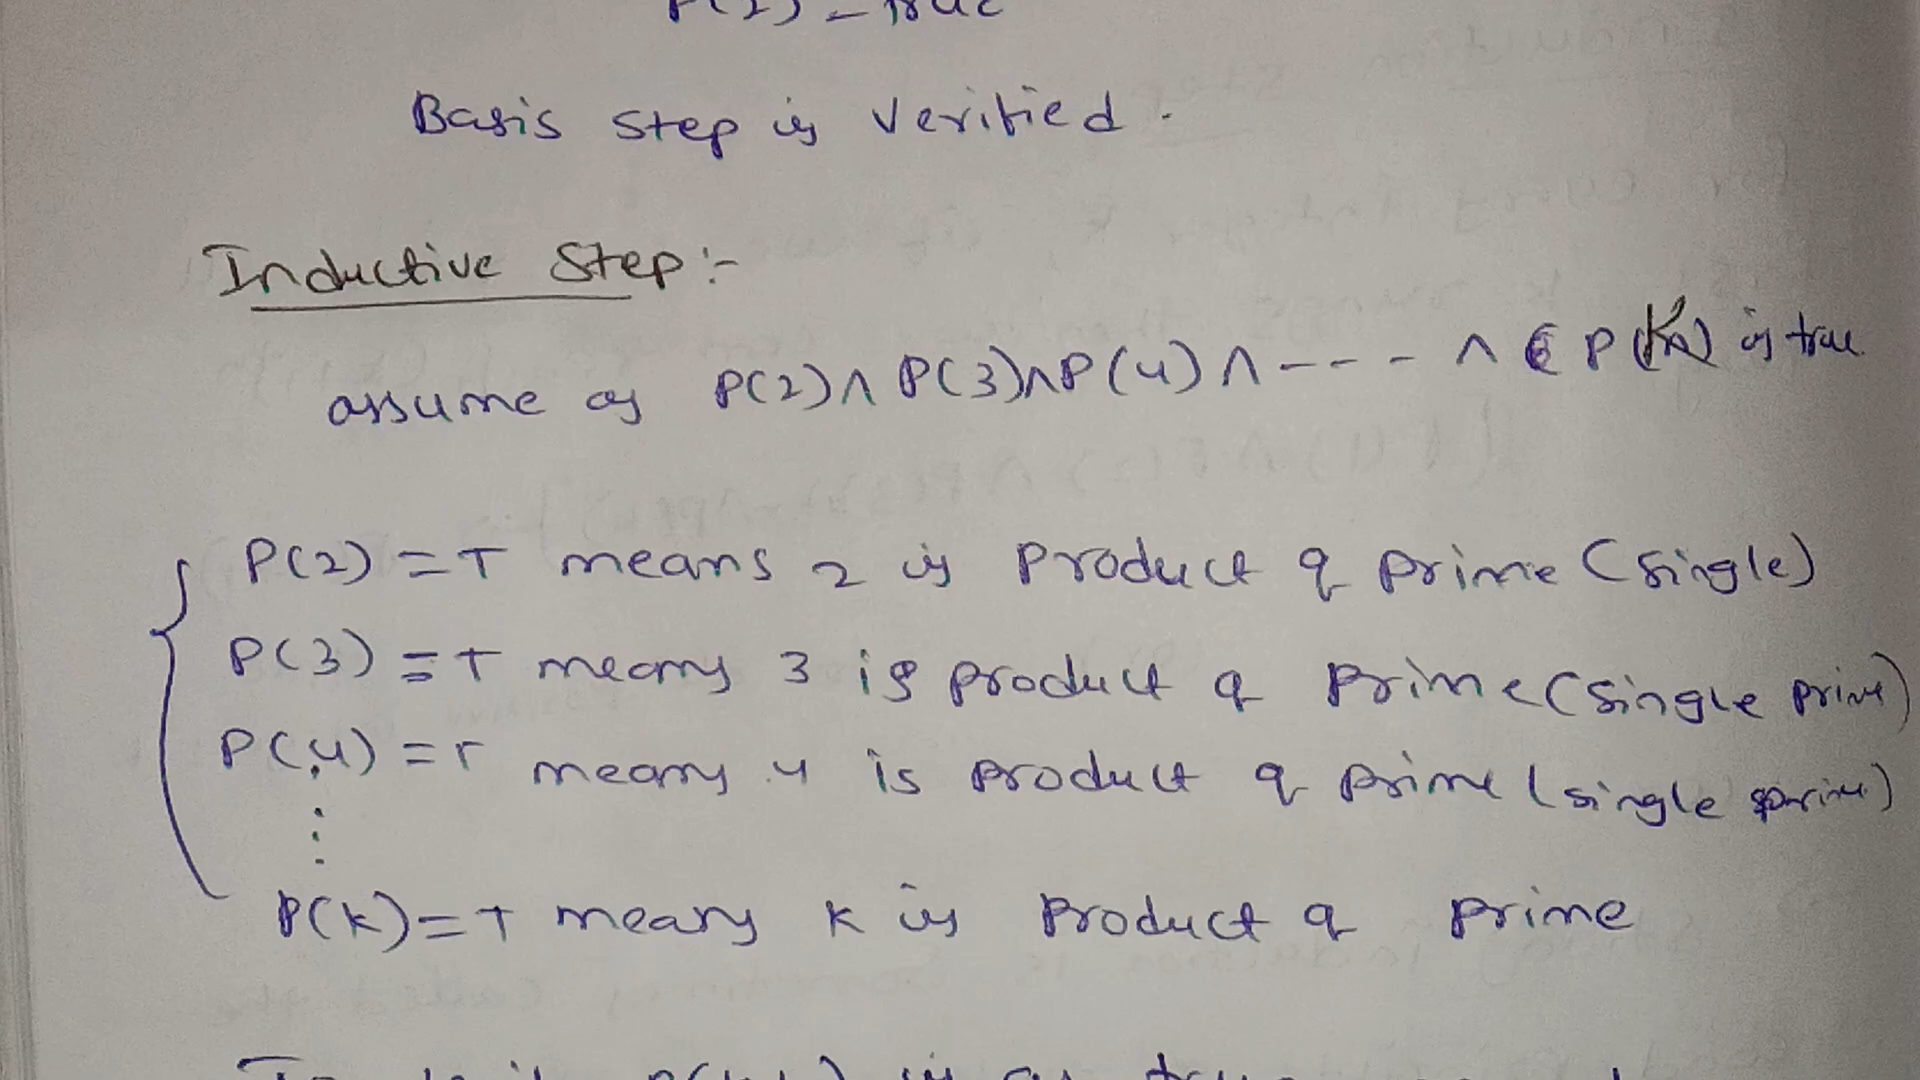 P(2) = True
Basis step is verified.
Inductive Step :-
assume as P(2) ∧ P(3) ∧ P(4) ∧ - - - - ∧ P(k) is true
P(2) = T means 2 is product of prime (single)
P(3) = T means 3 is product of prime (single prime)
P(4) = T means 4 is product of prime (single prime)
⋮
P(k) = T means k is product of prime